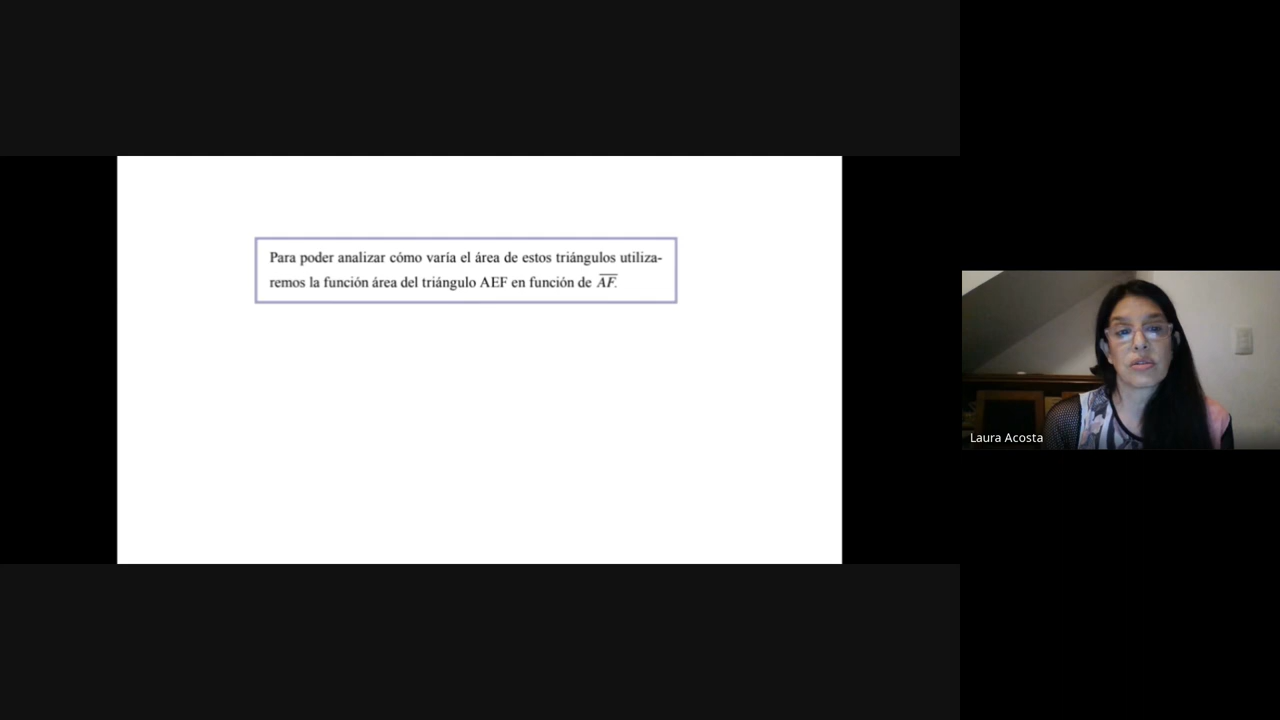 Para poder analizar cómo varía el área de estos triángulos utiliza-
remos la función área del triángulo AEF en función de A̅F̅.
Laura Acosta